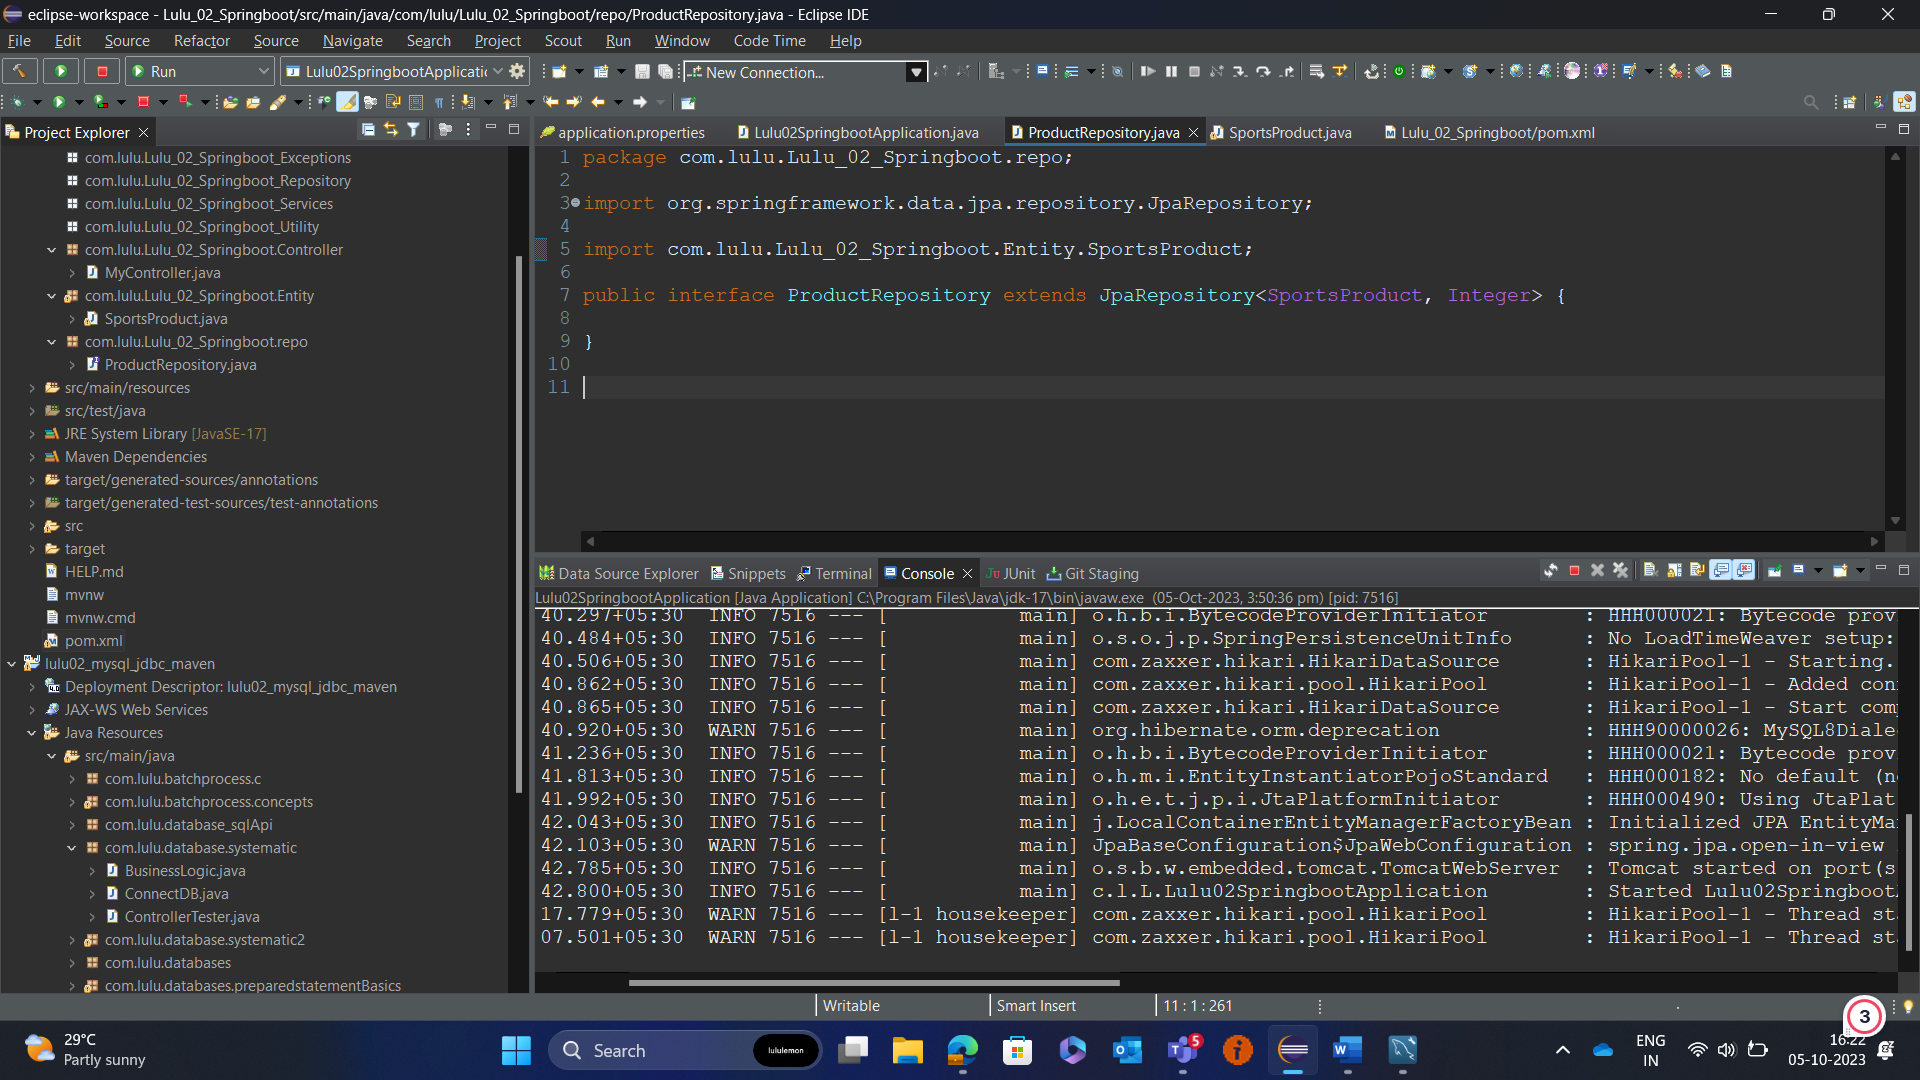 eclipse-workspace - Lulu_02_Springboot/src/main/java/com/lulu/Lulu_02_Springboot/repo/ProductRepository.java - Eclipse IDE
File Edit Source Refactor Source Navigate Search Project Scout Run Window Code Time Help
Run
Lulu02SpringbootApplicatic
New Connection...
Project Explorer
com.lulu.Lulu_02_Springboot_Exceptions
com.lulu.Lulu_02_Springboot_Repository
com.lulu.Lulu_02_Springboot_Services
com.lulu.Lulu_02_Springboot_Utility
com.lulu.Lulu_02_Springboot.Controller
MyController.java
com.lulu.Lulu_02_Springboot.Entity
SportsProduct.java
com.lulu.Lulu_02_Springboot.repo
ProductRepository.java
src/main/resources
src/test/java
JRE System Library [JavaSE-17]
Maven Dependencies
target/generated-sources/annotations
target/generated-test-sources/test-annotations
src
target
HELP.md
mvnw
mvnw.cmd
pom.xml
lulu02_mysql_jdbc_maven
Deployment Descriptor: lulu02_mysql_jdbc_maven
JAX-WS Web Services
Java Resources
src/main/java
com.lulu.batchprocess.c
com.lulu.batchprocess.concepts
com.lulu.database_sqlApi
com.lulu.database.systematic
BusinessLogic.java
ConnectDB.java
ControllerTester.java
com.lulu.database.systematic2
com.lulu.databases
com.lulu.databases.preparedstatementBasics
application.properties Lulu02SpringbootApplication.java ProductRepository.java SportsProduct.java Lulu_02_Springboot/pom.xml
1 package com.lulu.Lulu_02_Springboot.repo;
2
3 import org.springframework.data.jpa.repository.JpaRepository;
4
5 import com.lulu.Lulu_02_Springboot.Entity.SportsProduct;
6
7 public interface ProductRepository extends JpaRepository<SportsProduct, Integer> {
8
9 }
10
11
Data Source Explorer Snippets Terminal Console JUnit Git Staging
Lulu02SpringbootApplication [Java Application] C:\Program Files\Java\jdk-17\bin\javaw.exe (05-Oct-2023, 3:50:36 pm) [pid: 7516]
40.297+05:30 INFO 7516 --- [ main] o.h.b.i.BytecodeProviderInitiator : HHH000021: Bytecode prov
40.484+05:30 INFO 7516 --- [ main] o.s.o.j.p.SpringPersistenceUnitInfo : No LoadTimeWeaver setup:
40.506+05:30 INFO 7516 --- [ main] com.zaxxer.hikari.HikariDataSource : HikariPool-1 - Starting.
40.862+05:30 INFO 7516 --- [ main] com.zaxxer.hikari.pool.HikariPool : HikariPool-1 - Added con
40.865+05:30 INFO 7516 --- [ main] com.zaxxer.hikari.HikariDataSource : HikariPool-1 - Start com
40.920+05:30 WARN 7516 --- [ main] org.hibernate.orm.deprecation : HHH90000026: MySQL8Diale
41.236+05:30 INFO 7516 --- [ main] o.h.b.i.BytecodeProviderInitiator : HHH000021: Bytecode prov
41.813+05:30 INFO 7516 --- [ main] o.h.m.i.EntityInstantiatorPojoStandard : HHH000182: No default (n
41.992+05:30 INFO 7516 --- [ main] o.h.e.t.j.p.i.JtaPlatformInitiator : HHH000490: Using JtaPlat
42.043+05:30 INFO 7516 --- [ main] j.LocalContainerEntityManagerFactoryBean : Initialized JPA EntityMa
42.103+05:30 WARN 7516 --- [ main] JpaBaseConfiguration$JpaWebConfiguration : spring.jpa.open-in-view
42.785+05:30 INFO 7516 --- [ main] o.s.b.w.embedded.tomcat.TomcatWebServer : Tomcat started on port(s
42.800+05:30 INFO 7516 --- [ main] c.l.L.Lulu02SpringbootApplication : Started Lulu02Springboot
17.779+05:30 WARN 7516 --- [l-1 housekeeper] com.zaxxer.hikari.pool.HikariPool : HikariPool-1 - Thread st
07.501+05:30 WARN 7516 --- [l-1 housekeeper] com.zaxxer.hikari.pool.HikariPool : HikariPool-1 - Thread st
Writable Smart Insert 11 : 1 : 261
3
29°C
Partly sunny
Search
lululemon
5
ENG
IN
16:22
05-10-2023